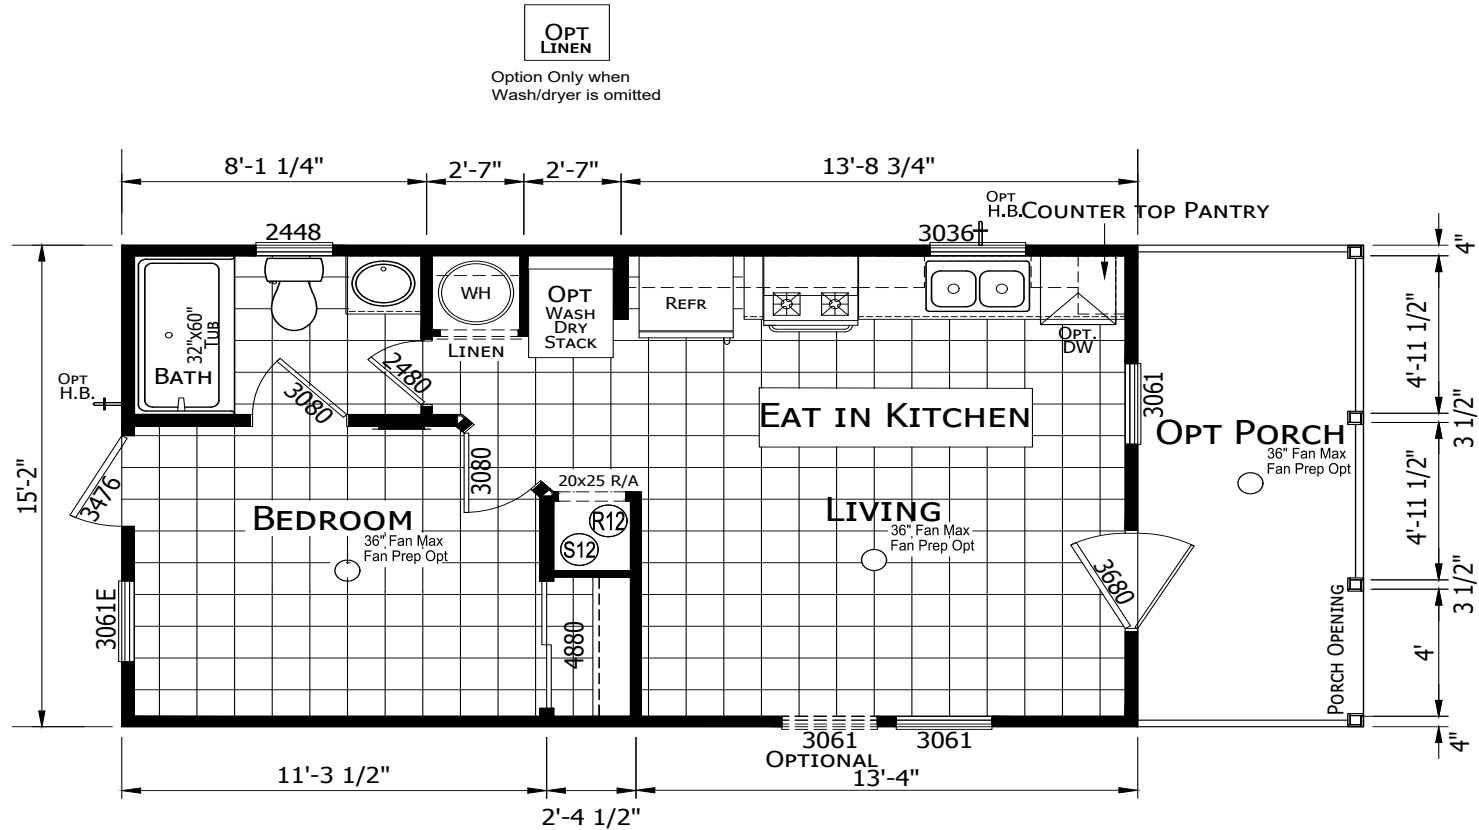 OPT
LINEN
Option Only when
Wash/dryer is omitted
8'-1 1/4"
2'-7"
2'-7"
13'-8 3/4"
OPT
H.B.
COUNTER TOP PANTRY
2448
3036
4"
WH
LINEN
OPT
WASH
DRY
STACK
REFR
OPT.
DW
32"x60"
TUB
BATH
OPT
H.B.
3080
2480
3061
4'-11 1/2"
EAT IN KITCHEN
3 1/2"
OPT PORCH
36" Fan Max
Fan Prep Opt
15'-2"
3476
3080
20x25 R/A
BEDROOM
36" Fan Max
Fan Prep Opt
R12
S12
LIVING
36" Fan Max
Fan Prep Opt
4'-11 1/2"
3680
3 1/2"
3061E
4880
PORCH OPENING
4'
3061
OPTIONAL
3061
4"
11'-3 1/2"
2'-4 1/2"
13'-4"